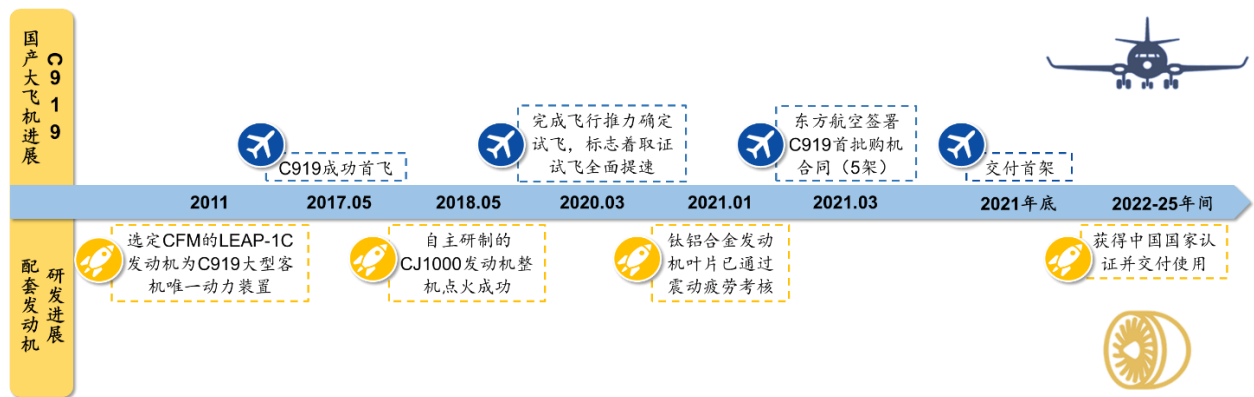 国产大飞机进展
C919
C919成功首飞
完成飞行推力确定
试飞，标志着取证
试飞全面提速
东方航空签署
C919首批购机
合同（5架）
交付首架
2011
2017.05
2018.05
2020.03
2021.01
2021.03
2021年底
2022-25年间
配套发动机
研发进展
选定CFM的LEAP-1C
发动机为C919大型客
机唯一动力装置
自主研制的
CJ1000发动机整
机点火成功
钛铝合金发动
机叶片已通过
震动疲劳考核
获得中国国家认
证并交付使用